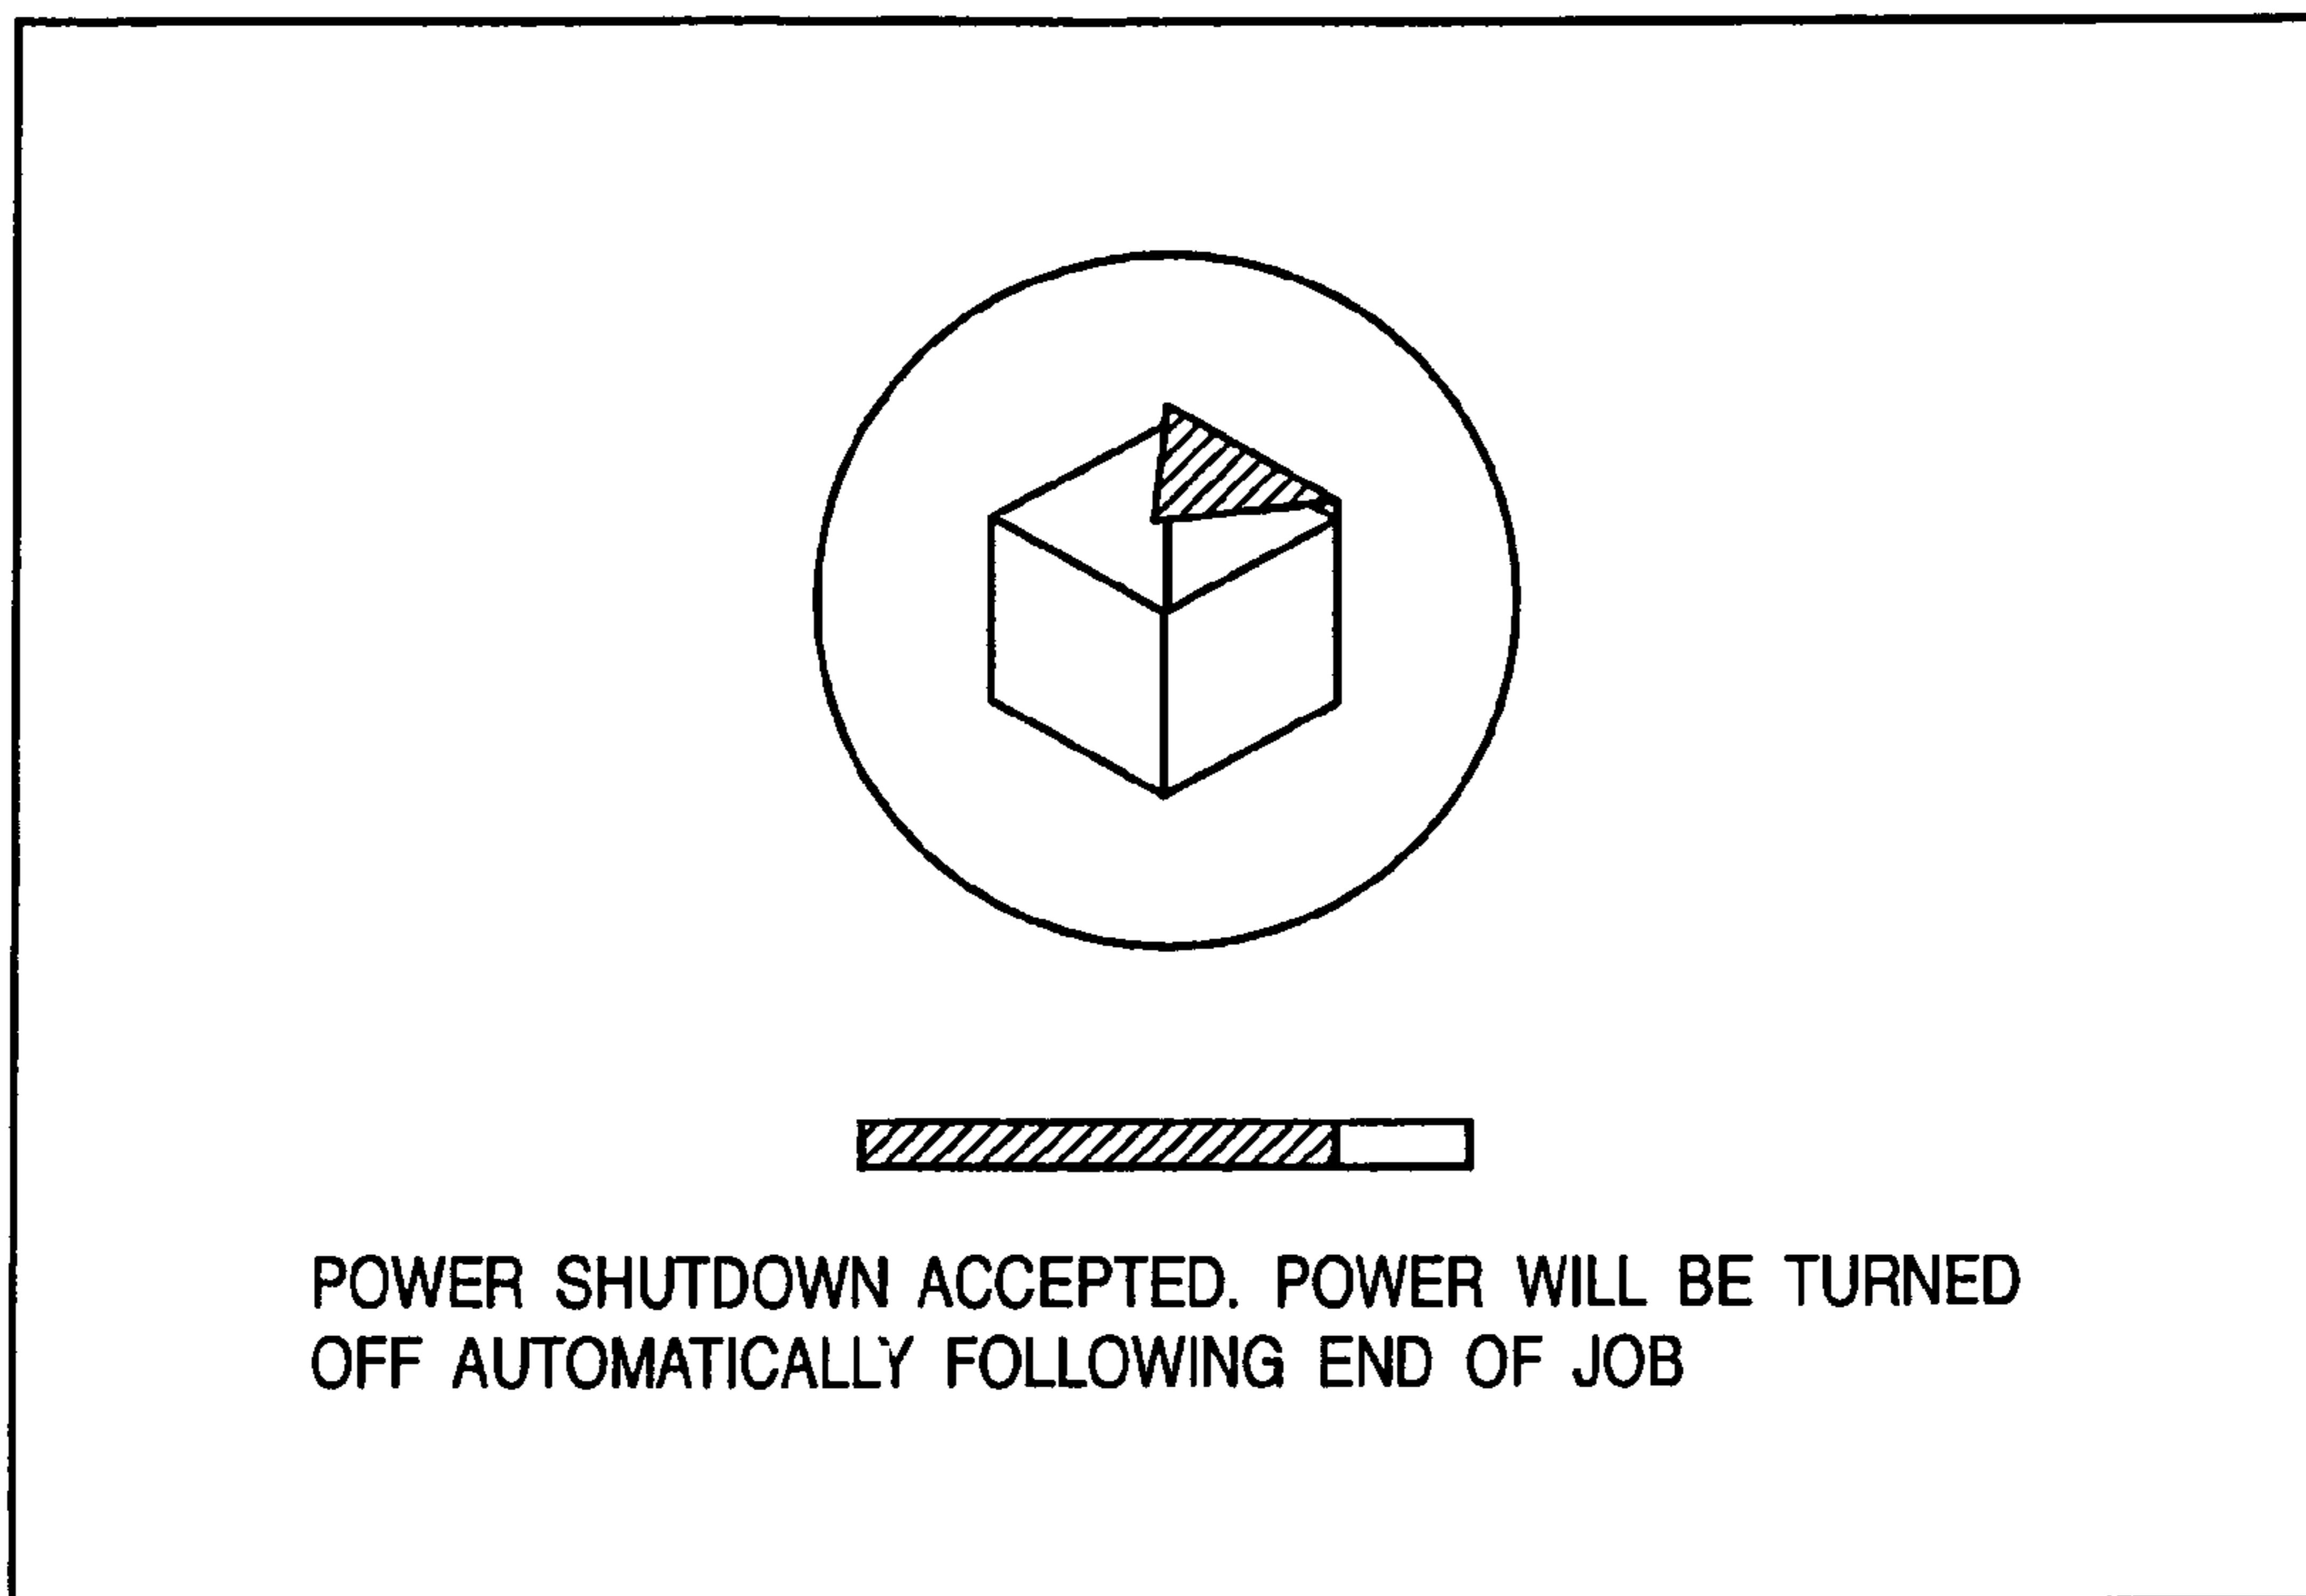 POWER SHUTDOWN ACCEPTED. POWER WILL BE TURNED
OFF AUTOMATICALLY FOLLOWING END OF JOB